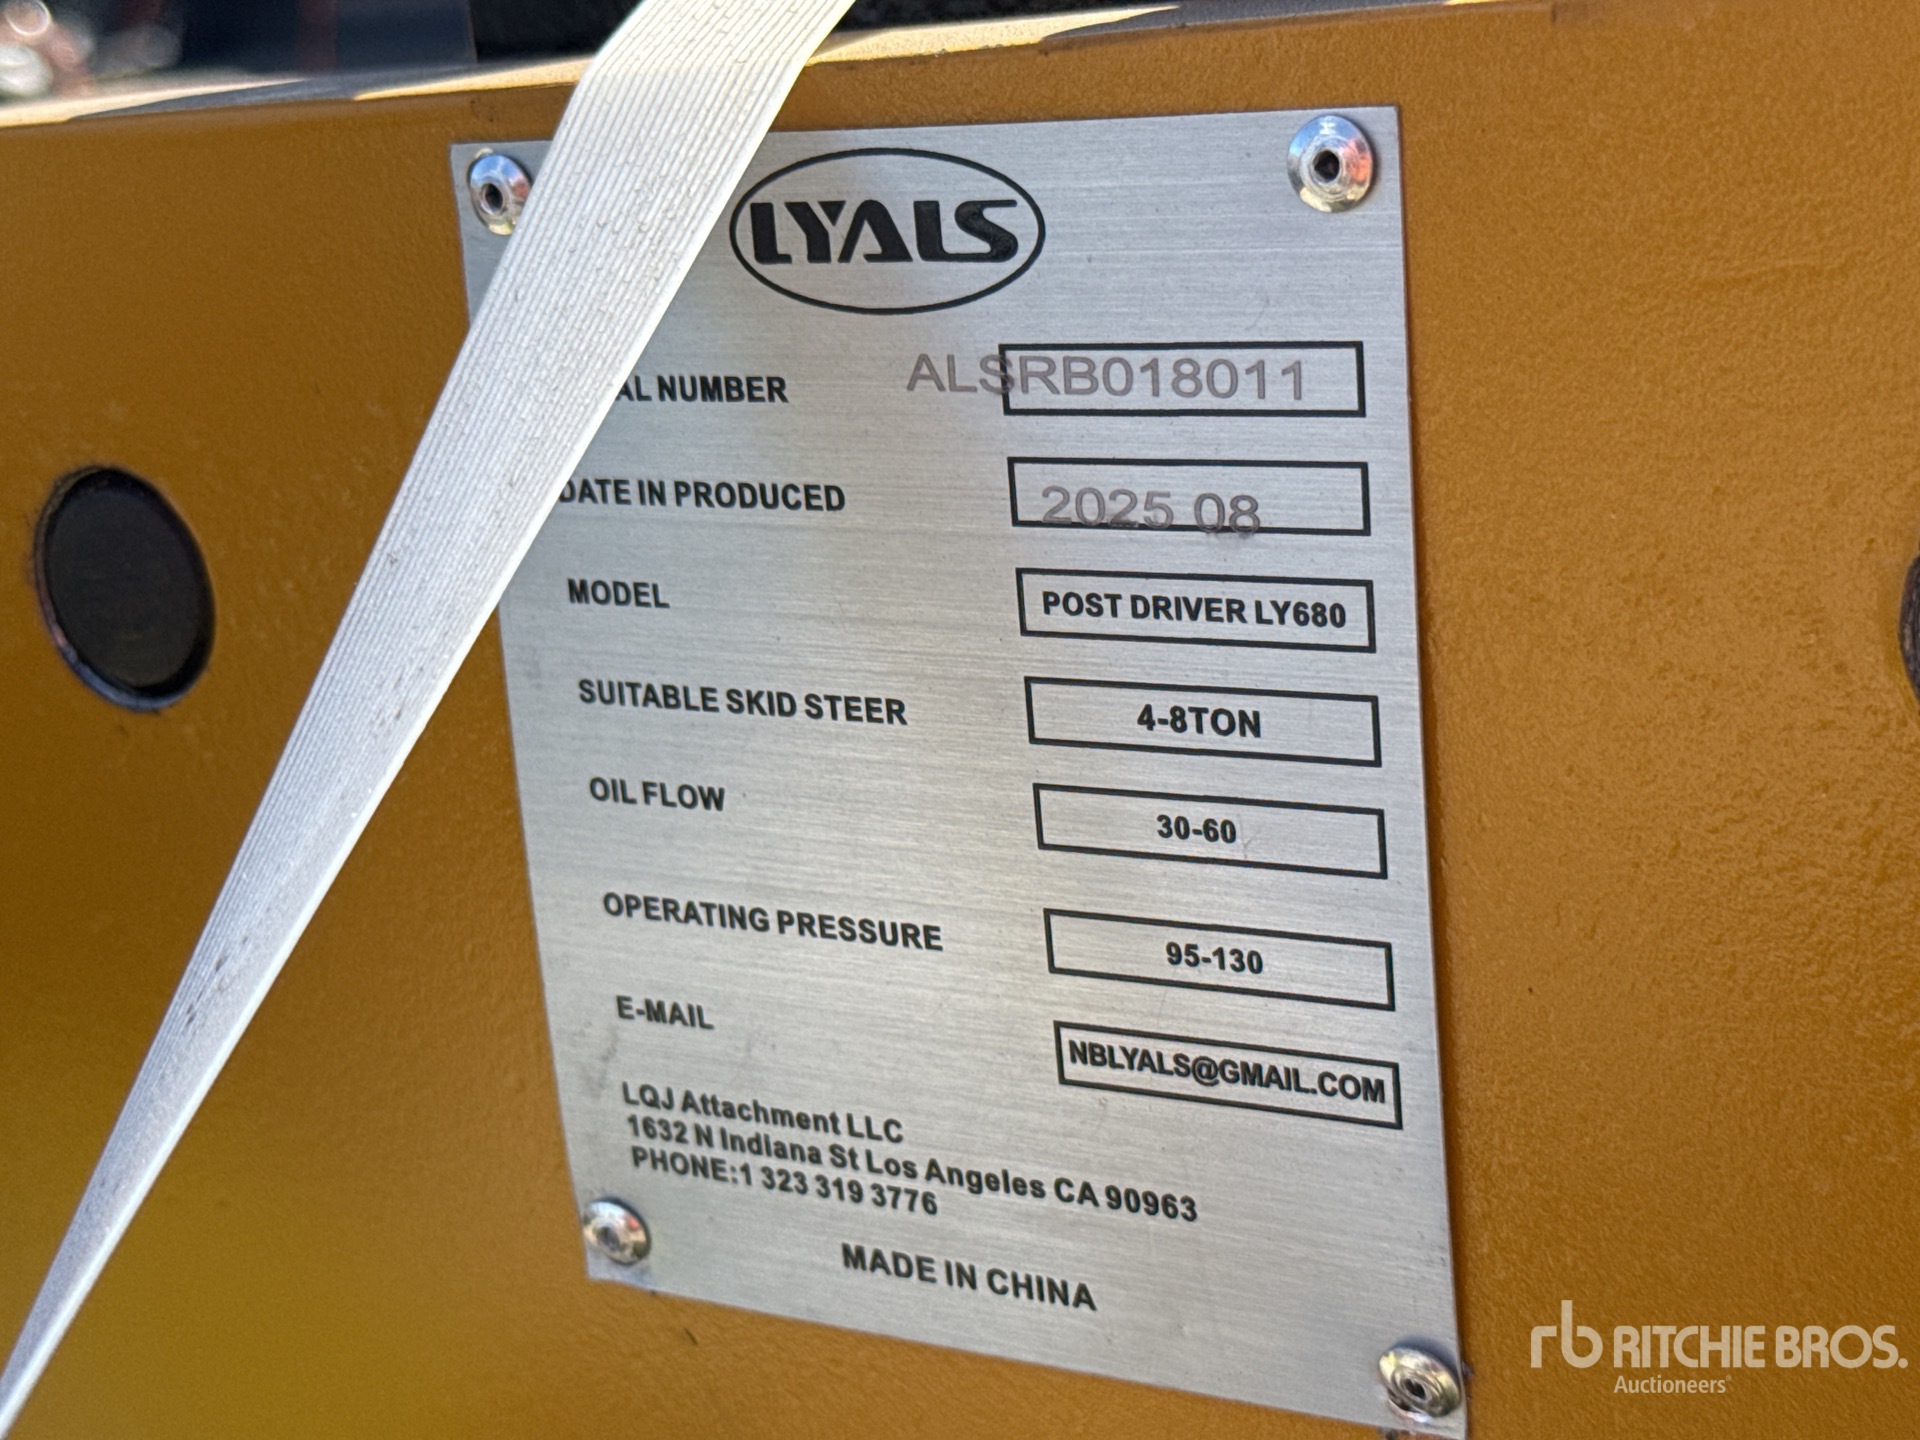 LYALS
AL NUMBER ALSRB018011
DATE IN PRODUCED 2025 08
MODEL POST DRIVER LY680
SUITABLE SKID STEER 4-8TON
OIL FLOW 30-60
OPERATING PRESSURE 95-130
E-MAIL NBLYALS@GMAIL.COM
LQJ Attachment LLC
1632 N Indiana St Los Angeles CA 90963
PHONE:1 323 319 3776
MADE IN CHINA
rb RITCHIE BROS.
Auctioneers